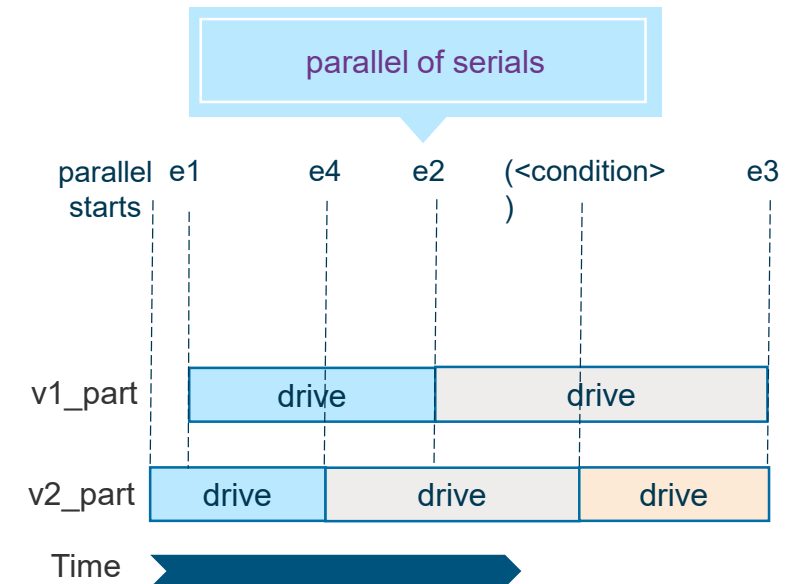 parallel of serials
parallel e1 e4 e2 (<condition> e3
starts )
v1_part drive drive
v2_part drive drive drive
Time